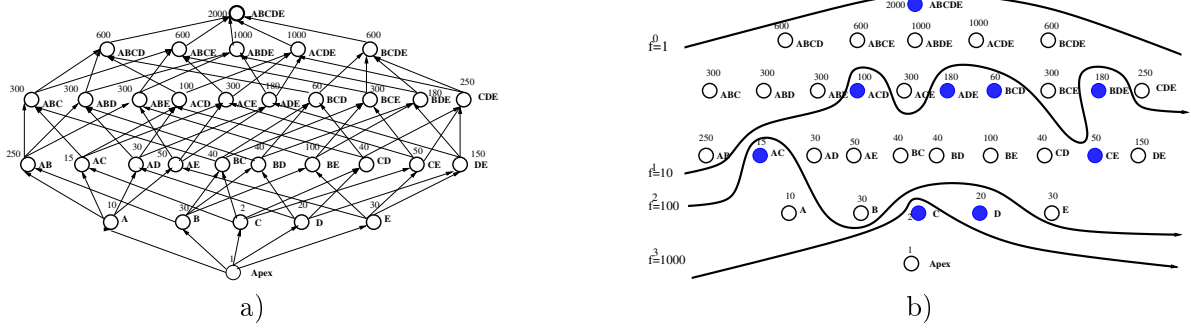 2000 ABCDE
600 ABCD 600 ABCE 1000 ABDE 1000 ACDE 600 BCDE
300 ABC 300 ABD 300 ABE 100 ACD 300 ACE 180 ADE 60 BCD 300 BCE 180 BDE 250 CDE
250 AB 15 AC 30 AD 50 AE 40 BC 40 BD 100 BE 40 CD 50 CE 150 DE
10 A 30 B 2 C 20 D 30 E
1 Apex
a)
2000 ABCDE
f=1 0 600 ABCD 600 ABCE 1000 ABDE 1000 ACDE 600 BCDE
300 ABC 300 ABD 300 ABE 100 ACD 300 ACE 180 ADE 60 BCD 300 BCE 180 BDE 250 CDE
250 AB 15 AC 30 AD 50 AE 40 BC 40 BD 100 BE 40 CD 50 CE 150 DE
f=10 1
f=100 2
10 A 30 B 2 C 20 D 30 E
f=1000 3
1 Apex
b)